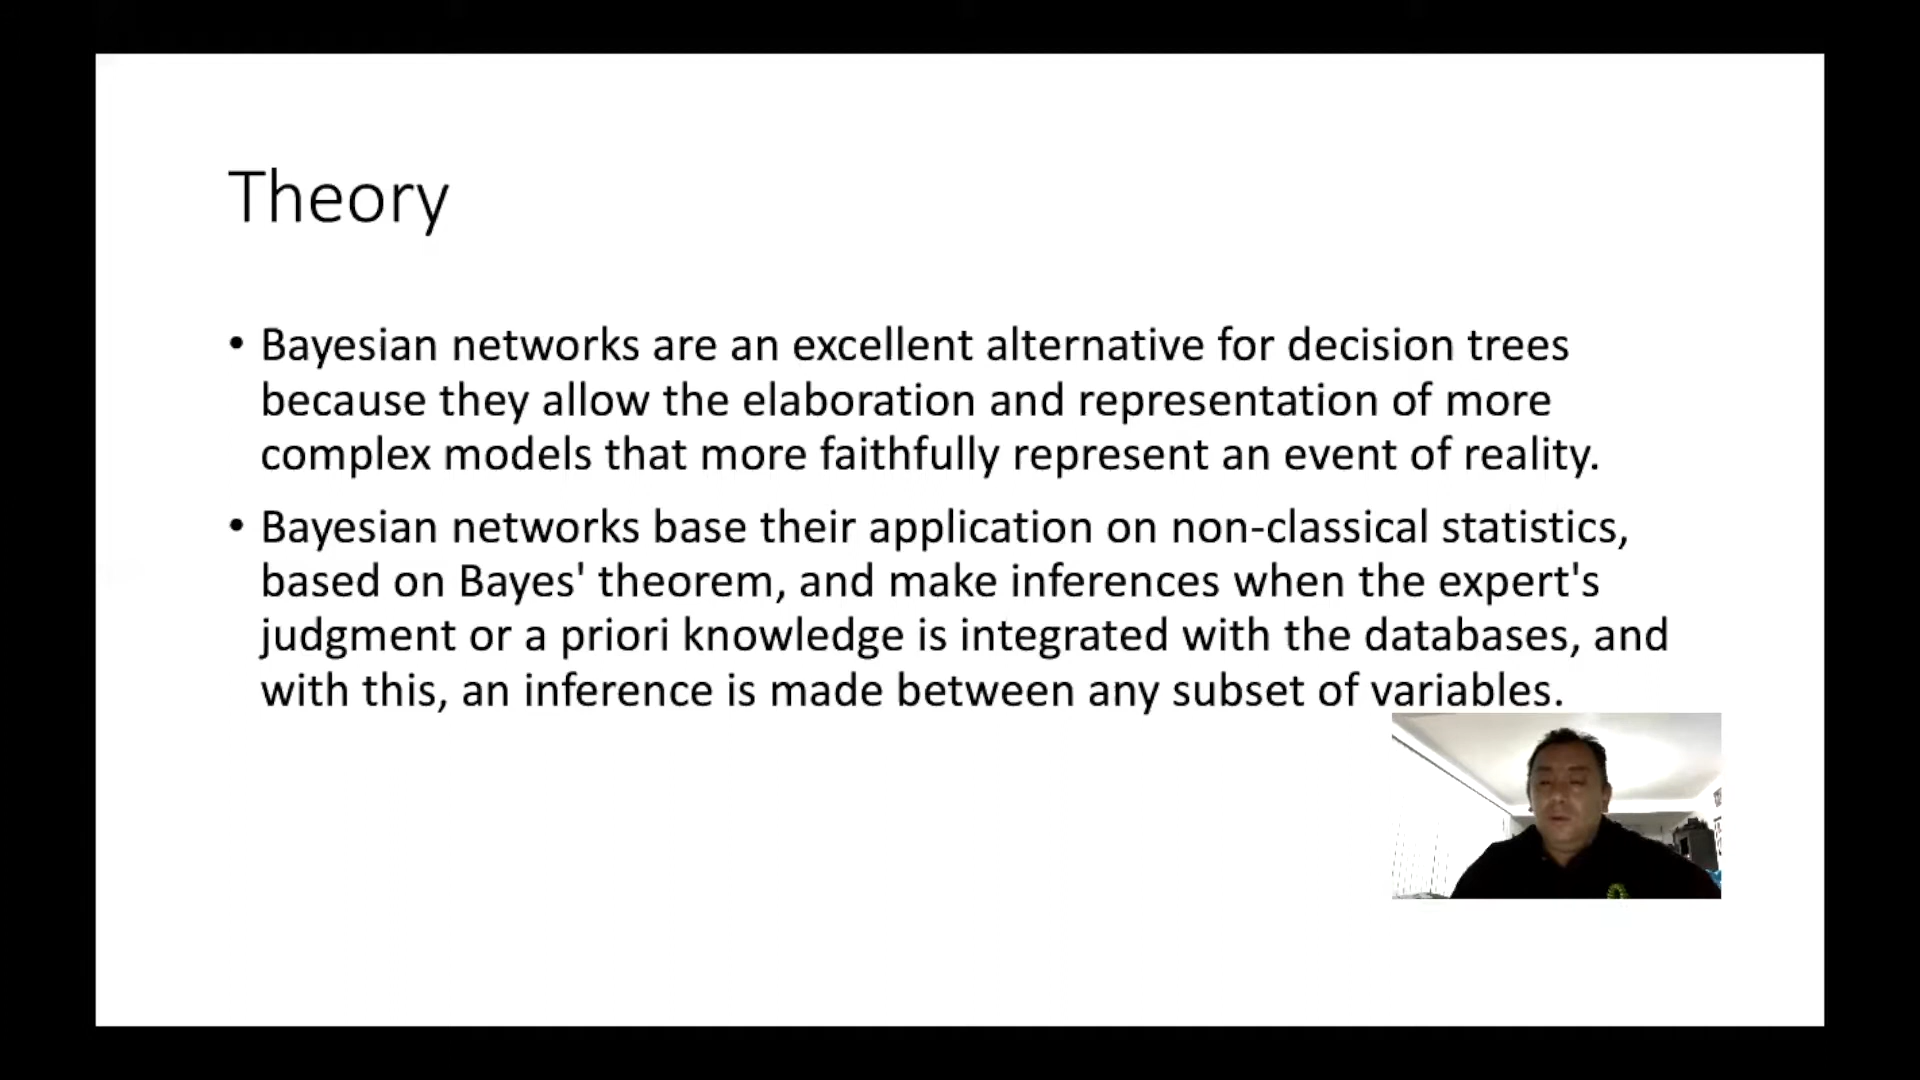 Theory
• Bayesian networks are an excellent alternative for decision trees
because they allow the elaboration and representation of more
complex models that more faithfully represent an event of reality.
• Bayesian networks base their application on non-classical statistics,
based on Bayes' theorem, and make inferences when the expert's
judgment or a priori knowledge is integrated with the databases, and
with this, an inference is made between any subset of variables.